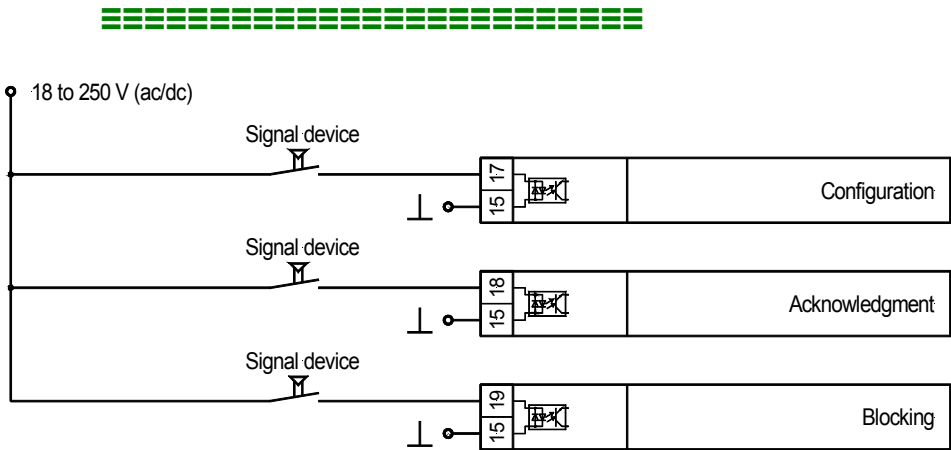 18 to 250 V (ac/dc)
Signal device
17
15
Configuration
Signal device
18
15
Acknowledgment
Signal device
19
15
Blocking